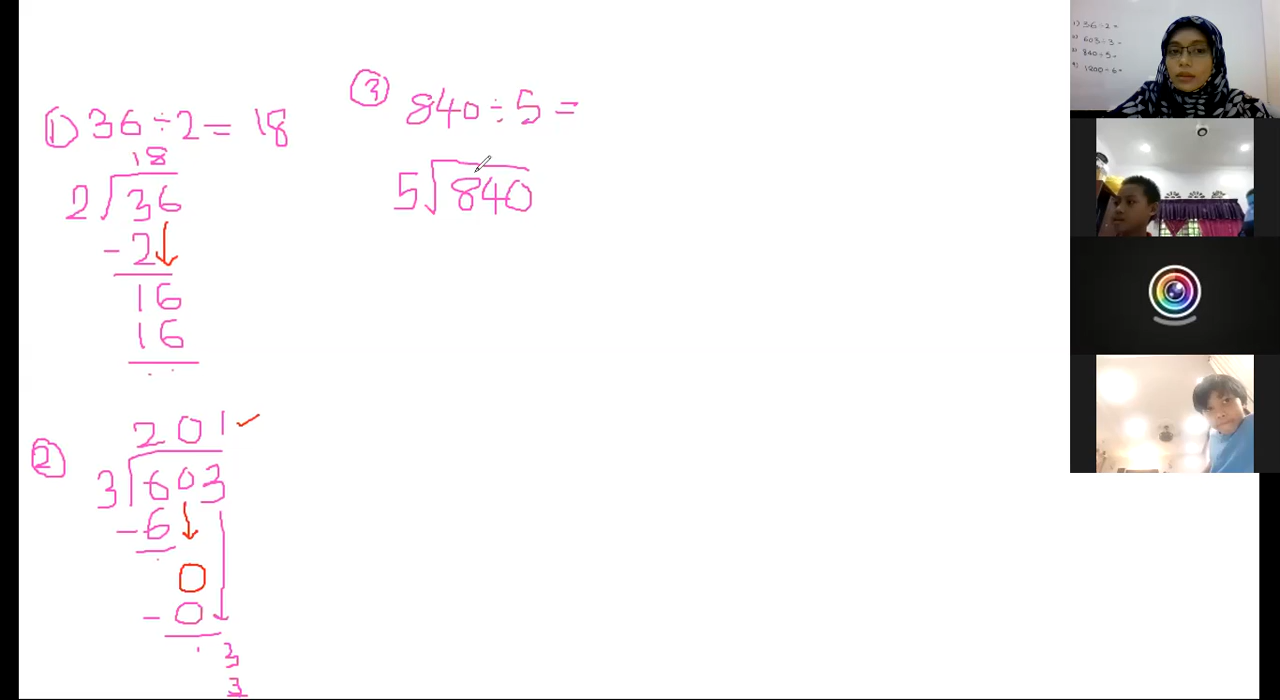 ① 36 ÷ 2 = 18
18
2 36
- 2
16
16
②
201
3 603
- 6
0
- 0
3
3
③ 840 ÷ 5 =
5 840
1) 36 ÷ 2 =
2) 603 ÷ 3 =
3) 840 ÷ 5 =
4) 1200 ÷ 6 =